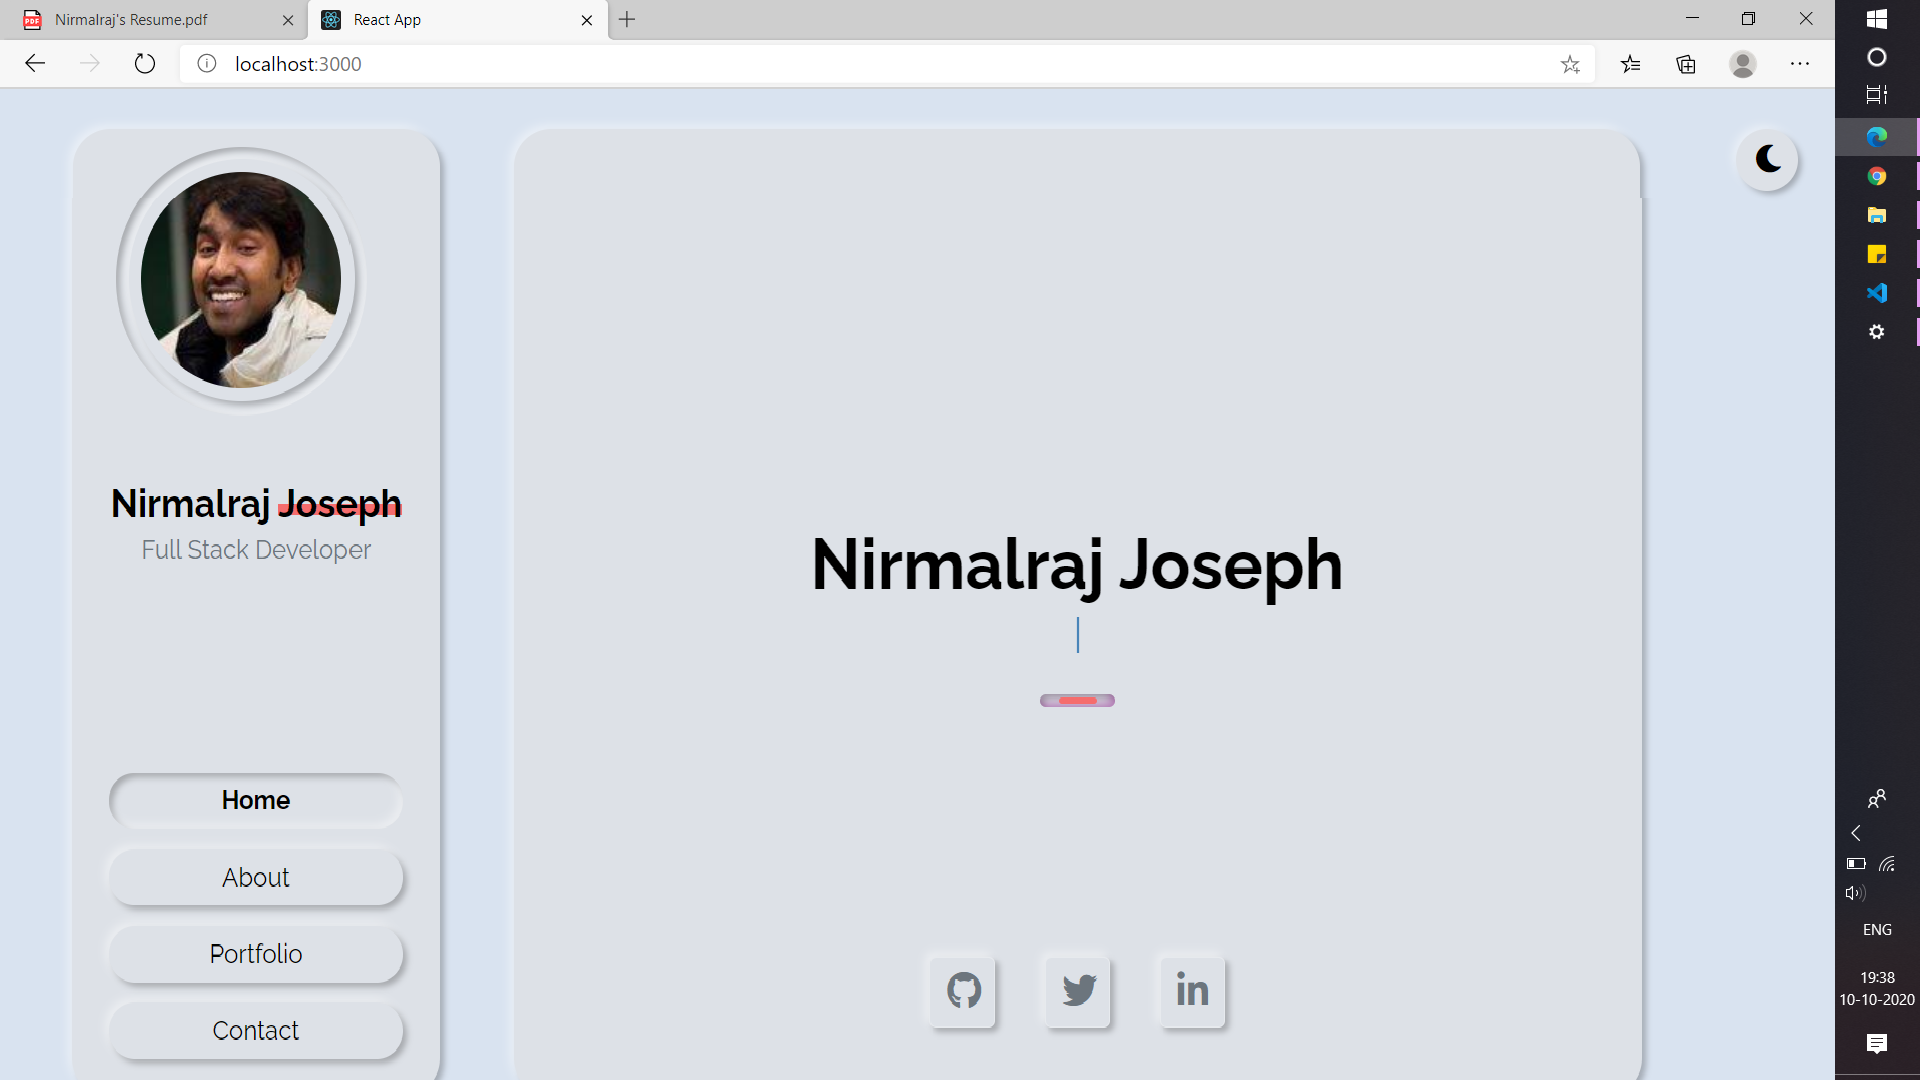 Nirmalraj's Resume.pdf
React App
localhost:3000
Nirmalraj Joseph
Full Stack Developer
Home
About
Portfolio
Contact
Nirmalraj Joseph
in
ENG
19:38
10-10-2020